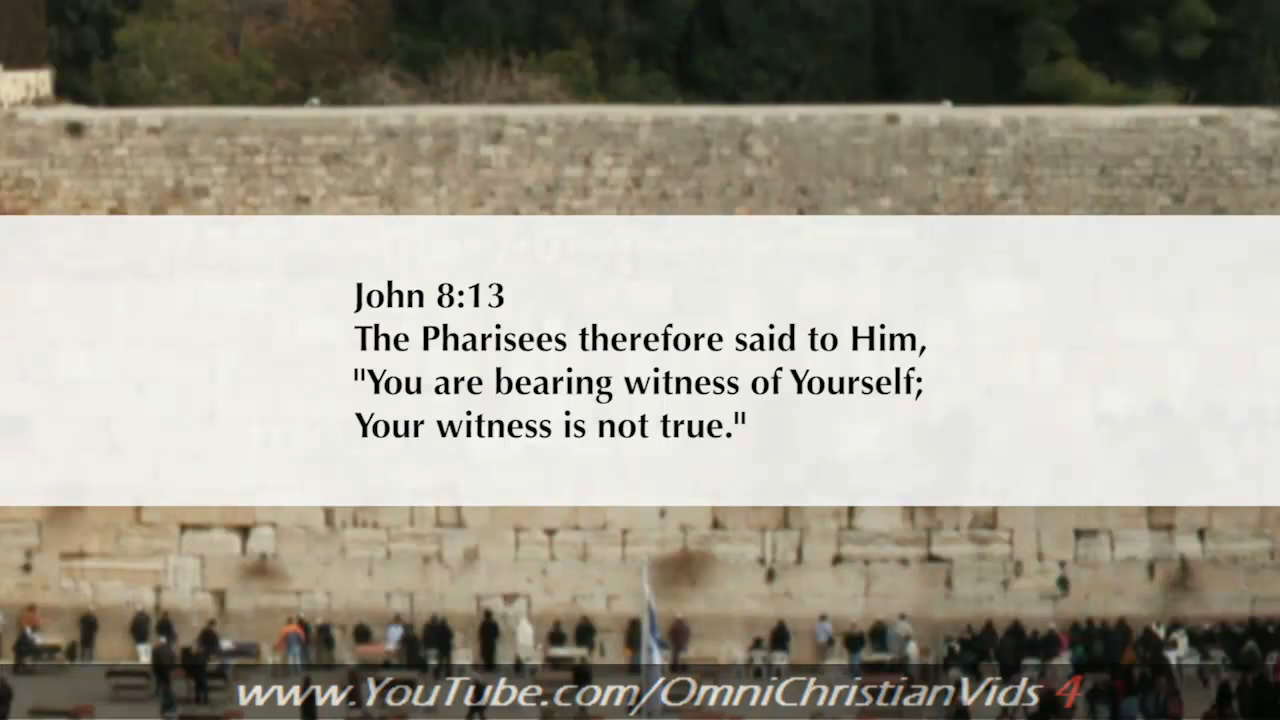 John 8:13
The Pharisees therefore said to Him,
"You are bearing witness of Yourself;
Your witness is not true."
www.YouTube.com/OmniChristianVids 4